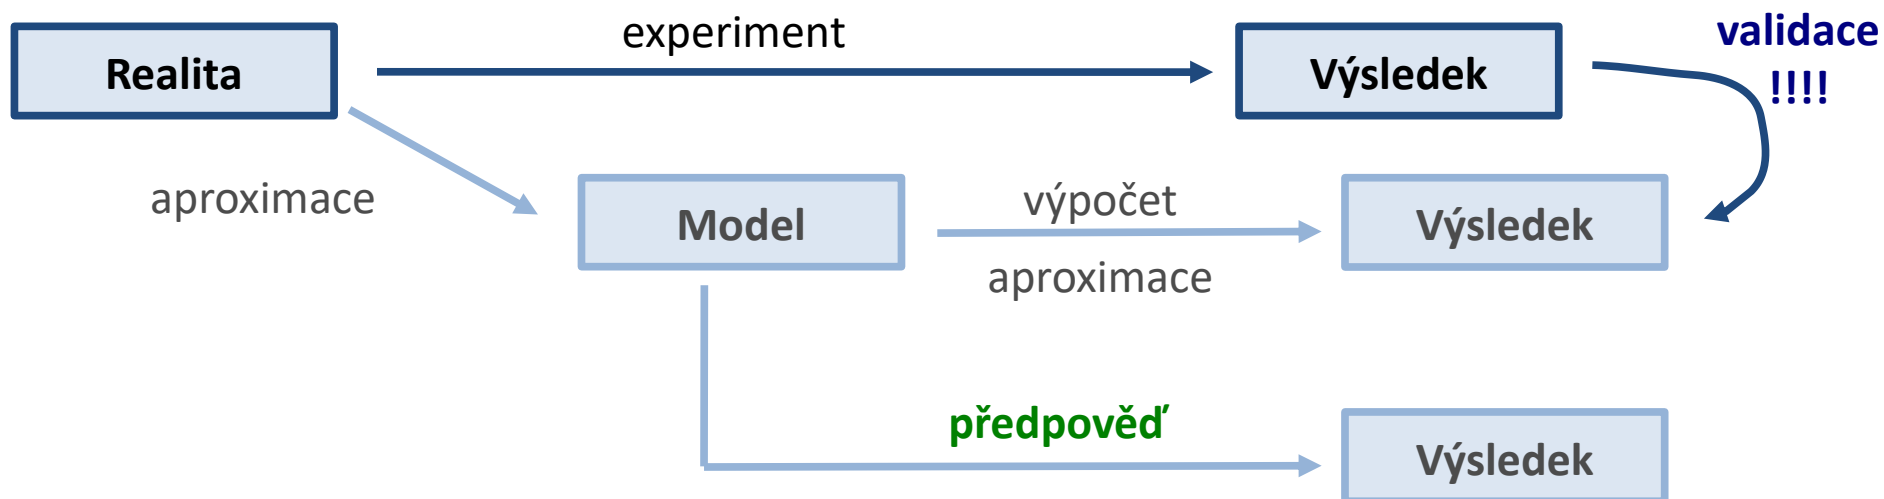 experiment
validace
!!!!
Realita
Výsledek
aproximace
Model
výpočet
aproximace
Výsledek
předpověď
Výsledek